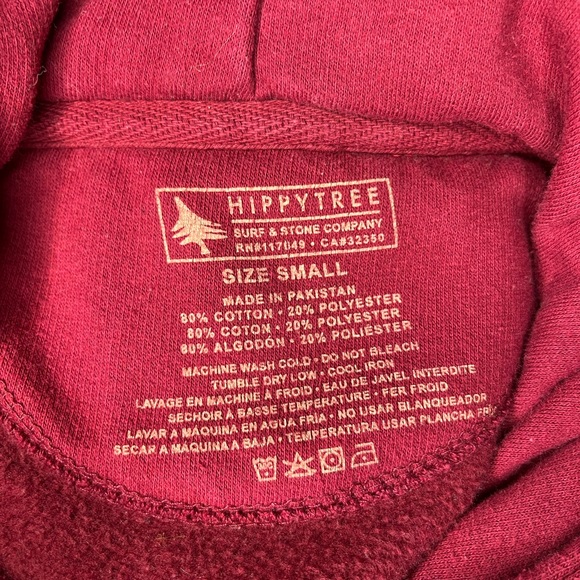 HIPPYTREE
SURF & STONE COMPANY
RN#117049 • CA#32350
SIZE SMALL
MADE IN PAKISTAN
80% COTTON • 20% POLYESTER
80% COTON • 20% POLYESTER
80% ALGODÓN • 20% POLIESTER
MACHINE WASH COLD • DO NOT BLEACH
TUMBLE DRY LOW • COOL IRON
LAVAGE EN MACHINE À FROID • EAU DE JAVEL INTERDITE
SECHOIR À BASSE TEMPERATURE • FER FROID
LAVAR A MAQUINA EN AGUA FRÍA • NO USAR BLANQUEADOR
SECAR A MAQUINA A BAJA • TEMPERATURA USAR PLANCHA